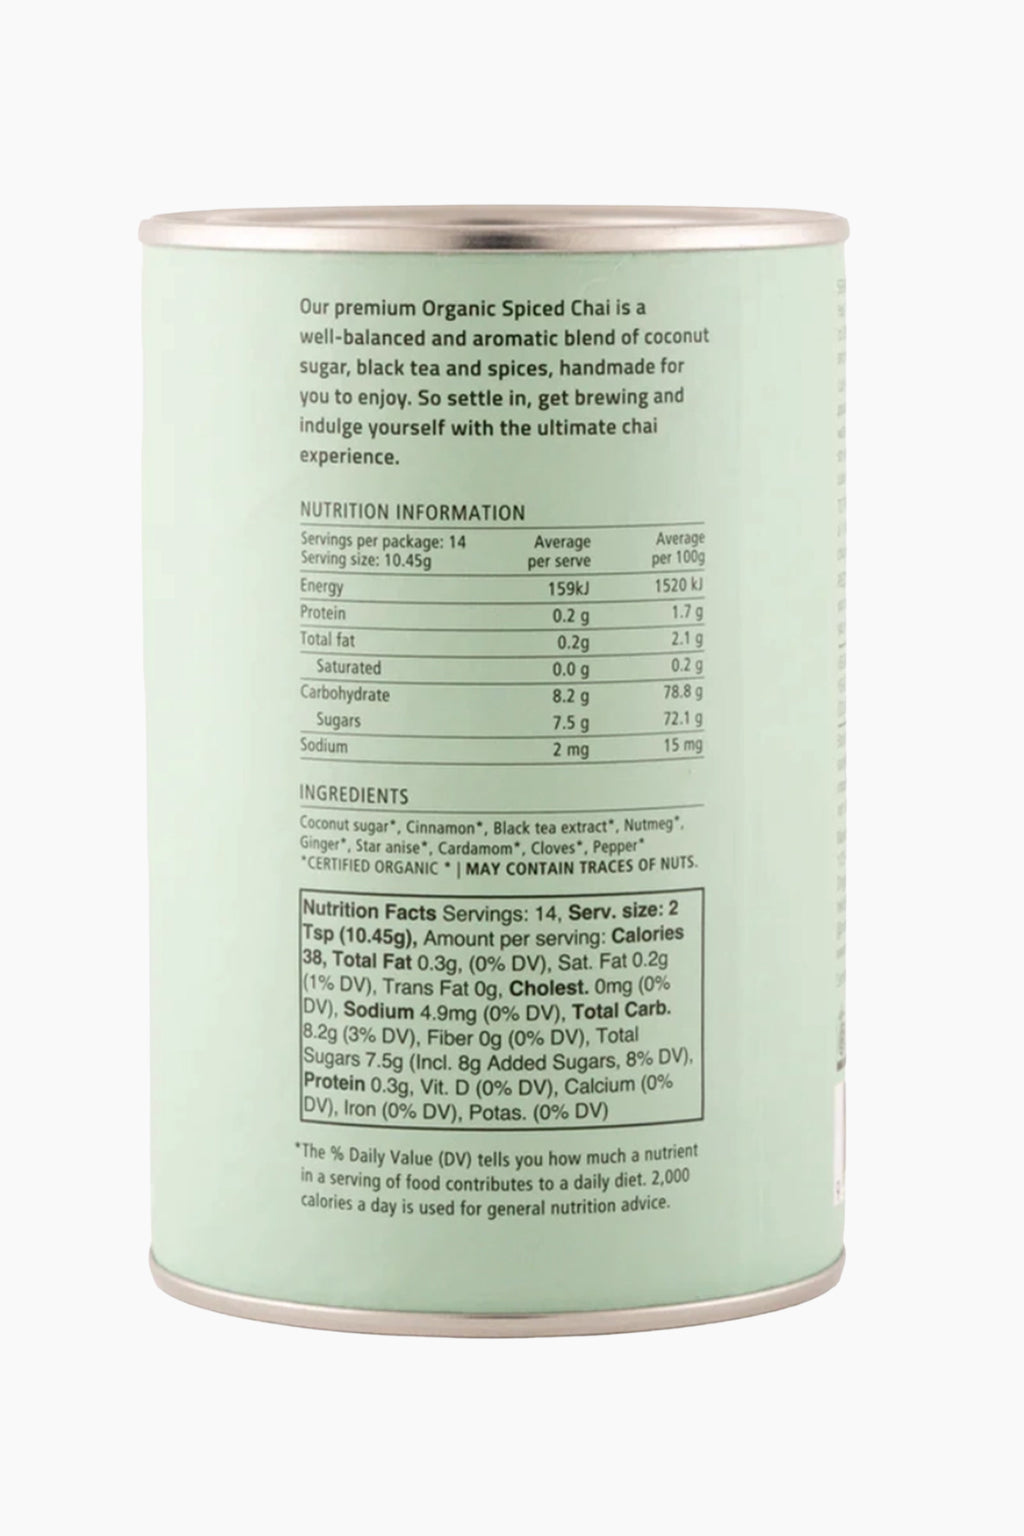 Our premium Organic Spiced Chai is a
well-balanced and aromatic blend of coconut
sugar, black tea and spices, handmade for
you to enjoy. So settle in, get brewing and
indulge yourself with the ultimate chai
experience.
NUTRITION INFORMATION
Servings per package: 14 Average Average
Serving size: 10.45g per serve per 100g
Energy 159kJ 1520 kJ
Protein 0.2 g 1.7 g
Total fat 0.2g 2.1 g
Saturated 0.0 g 0.2 g
Carbohydrate 8.2 g 78.8 g
Sugars 7.5 g 72.1 g
Sodium 2 mg 15 mg
INGREDIENTS
Coconut sugar*, Cinnamon*, Black tea extract*, Nutmeg*,
Ginger*, Star anise*, Cardamom*, Cloves*, Pepper*
*CERTIFIED ORGANIC * | MAY CONTAIN TRACES OF NUTS.
Nutrition Facts Servings: 14, Serv. size: 2
Tsp (10.45g), Amount per serving: Calories
38, Total Fat 0.3g, (0% DV), Sat. Fat 0.2g
(1% DV), Trans Fat 0g, Cholest. 0mg (0%
DV), Sodium 4.9mg (0% DV), Total Carb.
8.2g (3% DV), Fiber 0g (0% DV), Total
Sugars 7.5g (Incl. 8g Added Sugars, 8% DV),
Protein 0.3g, Vit. D (0% DV), Calcium (0%
DV), Iron (0% DV), Potas. (0% DV)
*The % Daily Value (DV) tells you how much a nutrient
in a serving of food contributes to a daily diet. 2,000
calories a day is used for general nutrition advice.